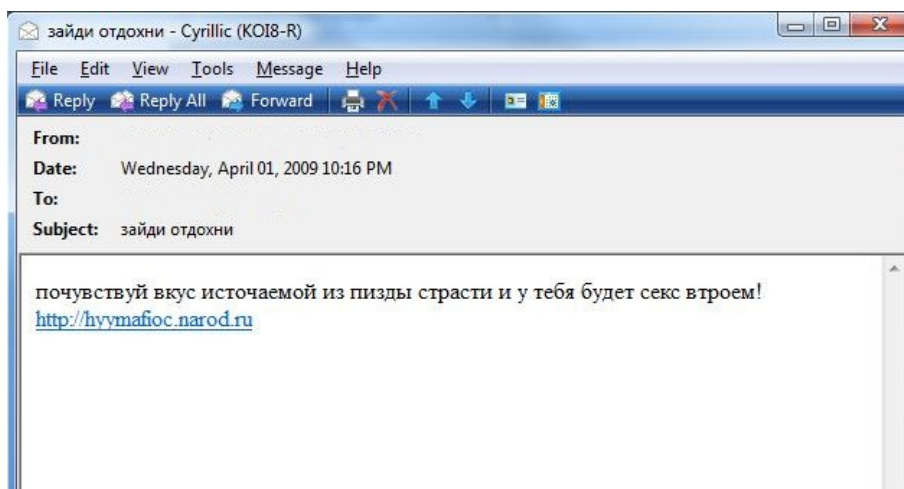 зайди отдохни - Cyrillic (KOI8-R)
File Edit View Tools Message Help
Reply Reply All Forward
From:
Date: Wednesday, April 01, 2009 10:16 PM
To:
Subject: зайди отдохни
почувствуй вкус источаемой из пизды страсти и у тебя будет секс втроем!
http://hyymafioc.narod.ru